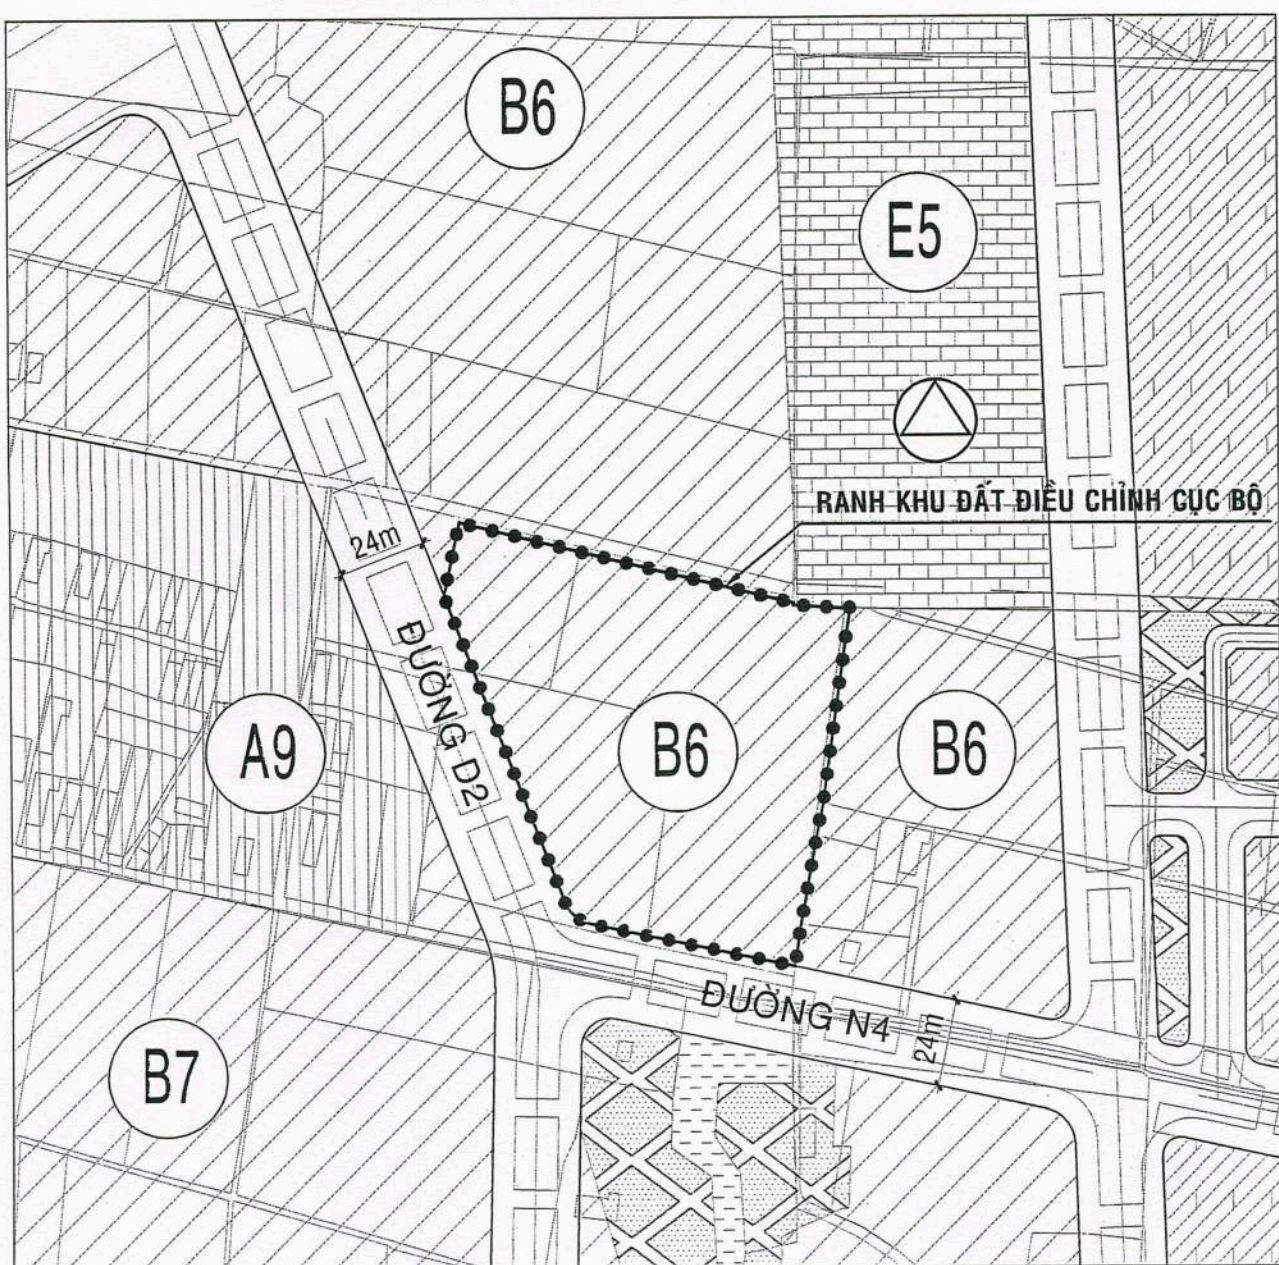 B6
E5
RANH KHU ĐẤT ĐIỀU CHỈNH CỤC BỘ
24m
ĐƯỜNG D2
A9
B6
B6
ĐƯỜNG N4
24m
B7